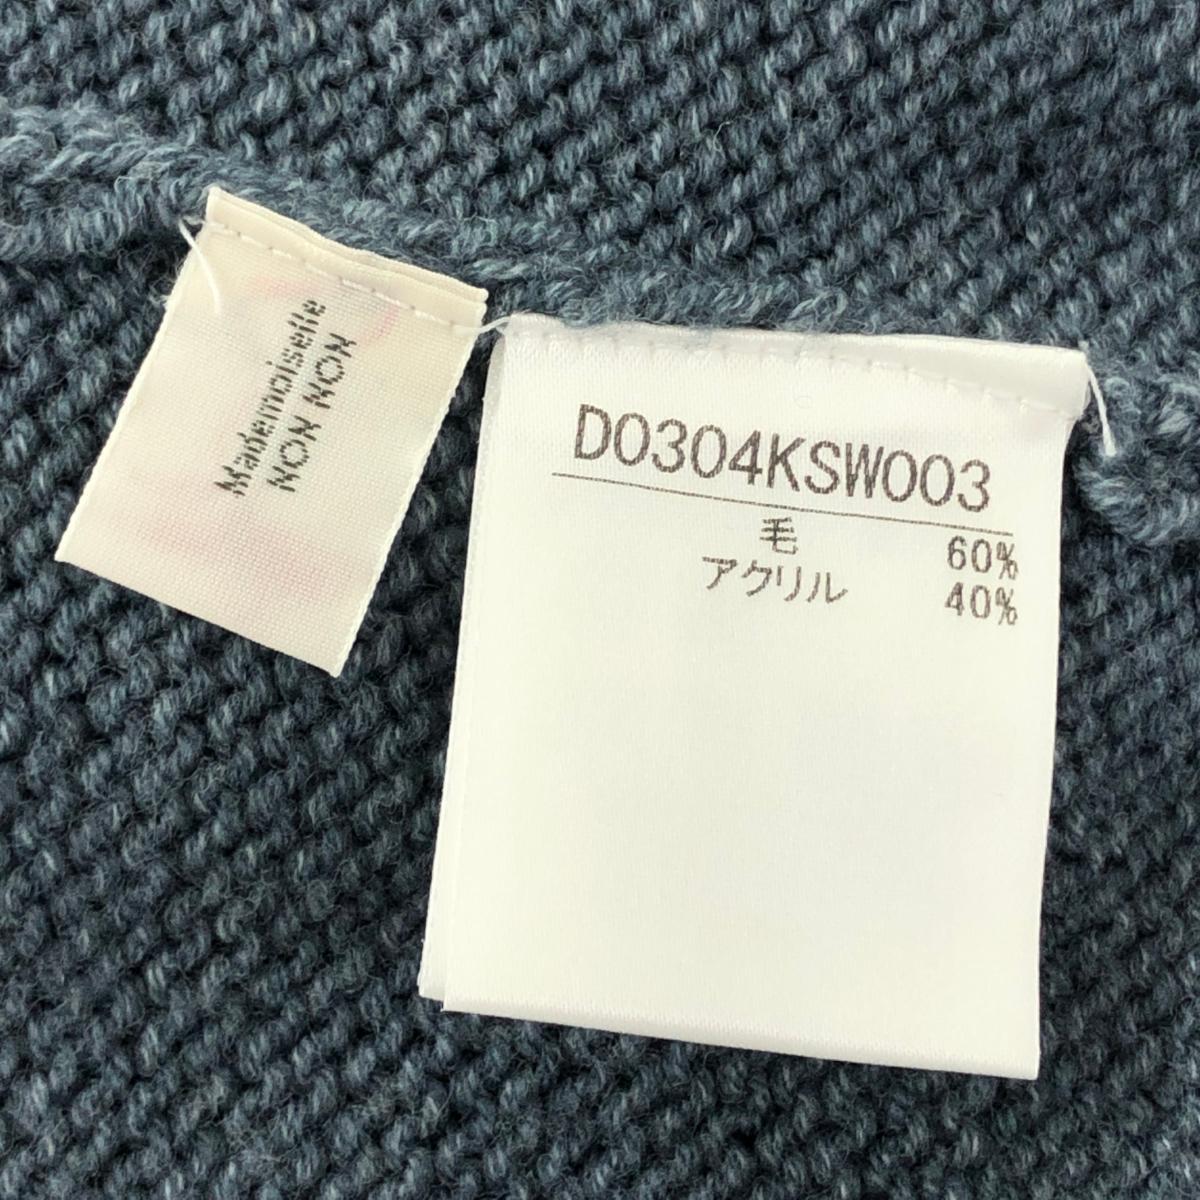 Mademoiselle
NON NON
D0304KSW003
毛 60%
アクリル 40%